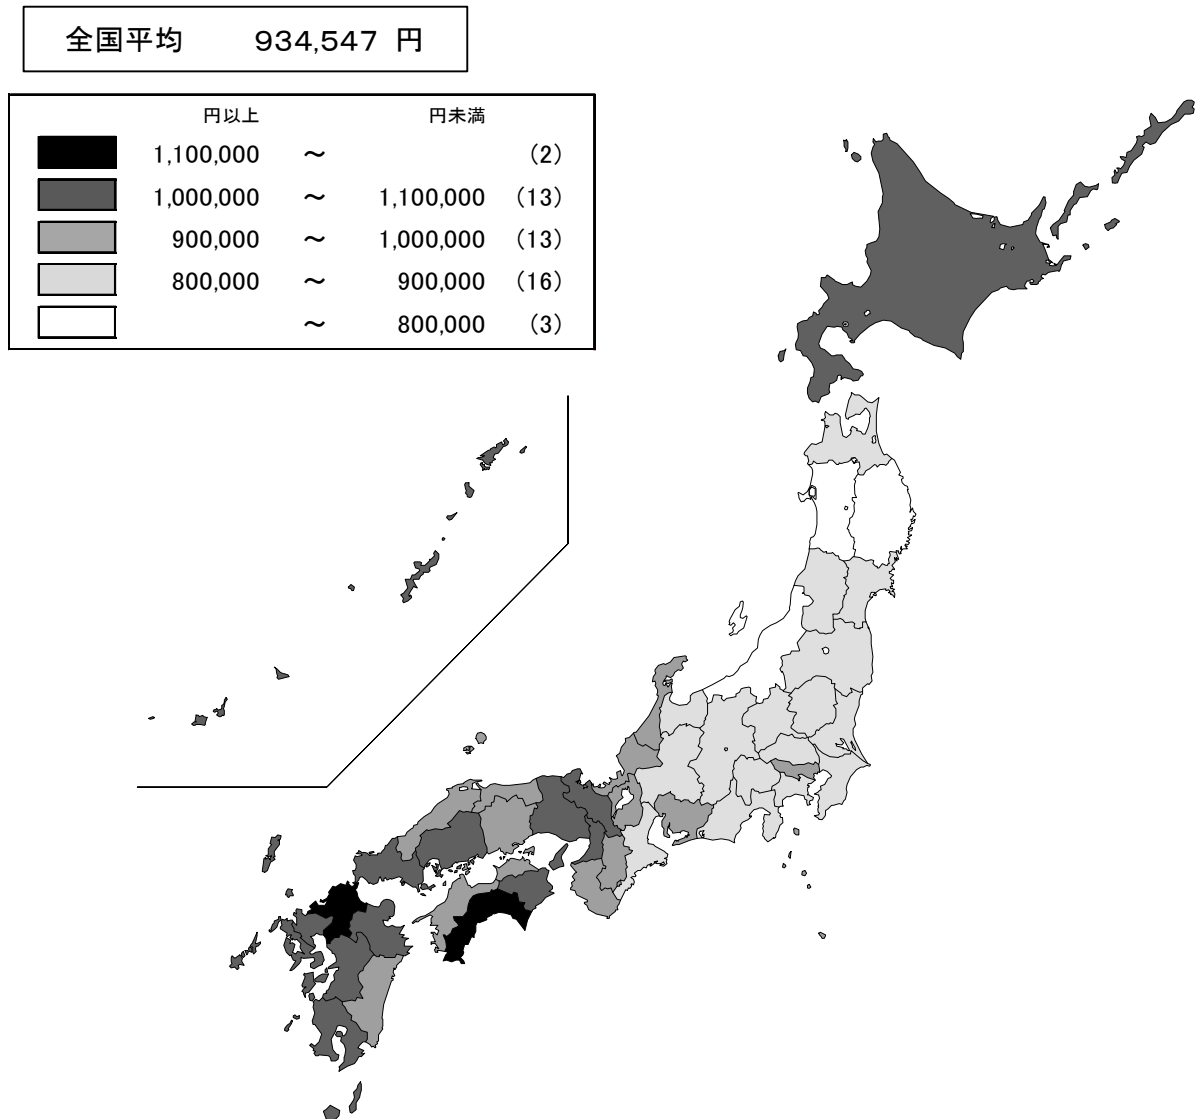 全国平均 934,547 円
円以上 円未満
1,100,000 ～ (2)
1,000,000 ～ 1,100,000 (13)
900,000 ～ 1,000,000 (13)
800,000 ～ 900,000 (16)
～ 800,000 (3)